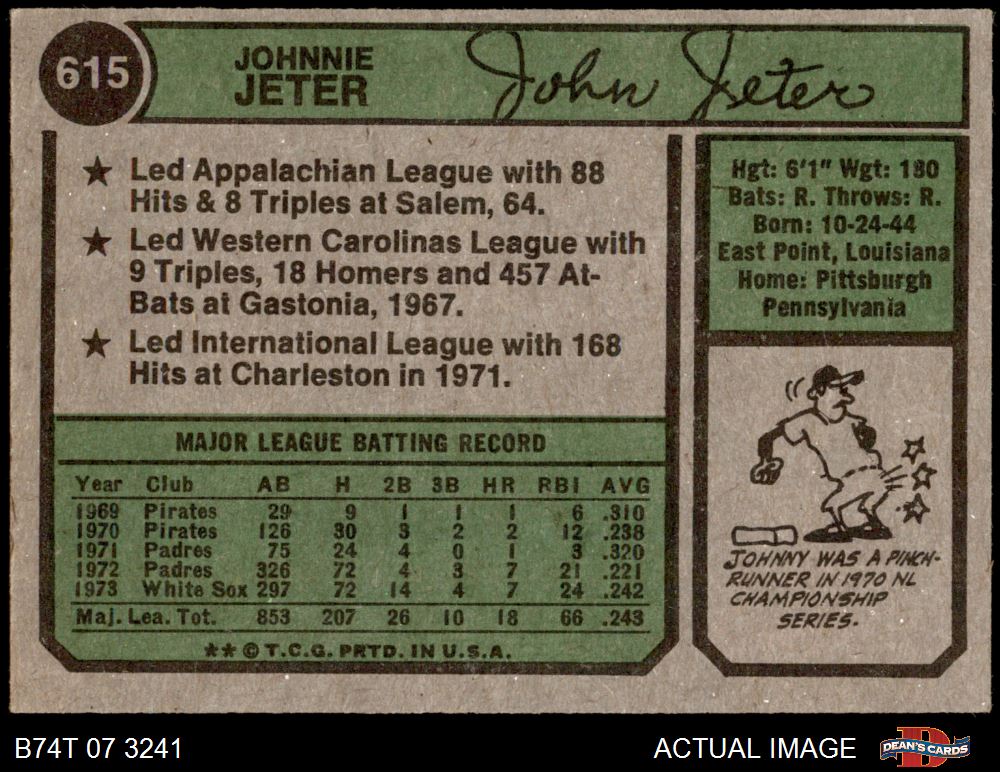 615
JOHNNIE
JETER
John Jeter
★ Led Appalachian League with 88
Hits & 8 Triples at Salem, 64.
★ Led Western Carolinas League with
9 Triples, 18 Homers and 457 At-
Bats at Gastonia, 1967.
★ Led International League with 168
Hits at Charleston in 1971.
Hgt: 6'1" Wgt: 180
Bats: R. Throws: R.
Born: 10-24-44
East Point, Louisiana
Home: Pittsburgh
Pennsylvania
MAJOR LEAGUE BATTING RECORD
Year Club AB H 2B 3B HR RBI AVG
1969 Pirates 29 9 1 1 1 6 .310
1970 Pirates 126 30 3 2 2 12 .238
1971 Padres 75 24 4 0 1 3 .320
1972 Padres 326 72 4 3 7 21 .221
1973 White Sox 297 72 14 4 7 24 .242
Maj. Lea. Tot. 853 207 26 10 18 66 .243
** © T.C.G. PRTD. IN U.S.A.
JOHNNY WAS A PINCH-
RUNNER IN 1970 NL
CHAMPIONSHIP
SERIES.
B74T 07 3241
ACTUAL IMAGE
DEAN'S CARDS